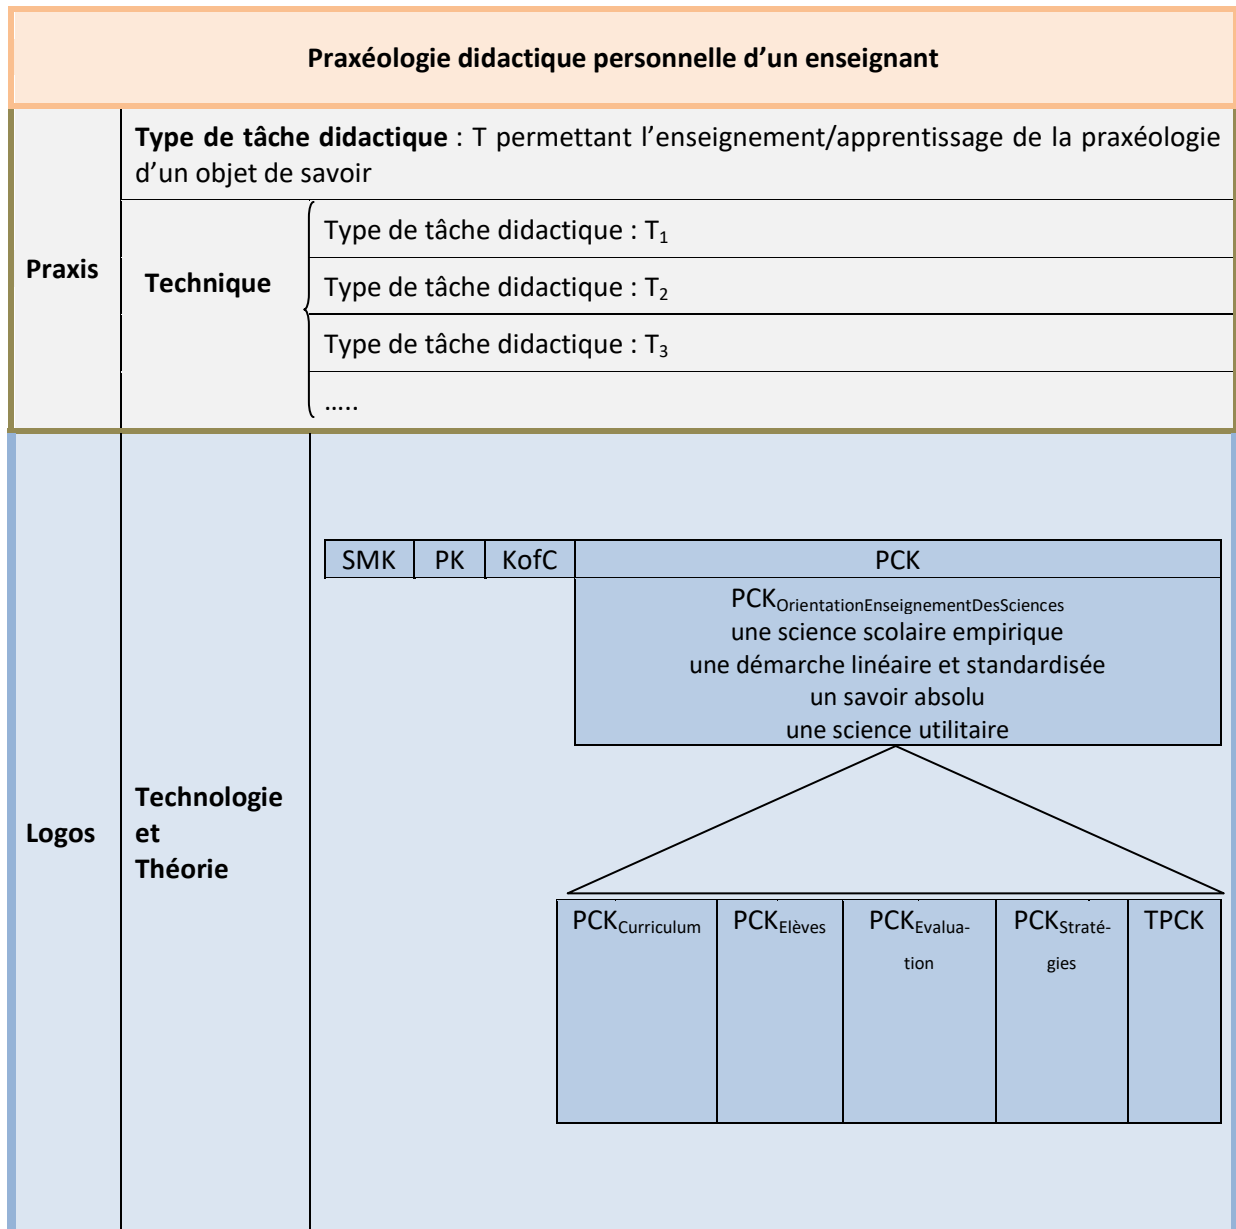 Praxéologie didactique personnelle d’un enseignant
Type de tâche didactique : T permettant l’enseignement/apprentissage de la praxéologie
d’un objet de savoir
Praxis
Technique
Type de tâche didactique : T1
Type de tâche didactique : T2
Type de tâche didactique : T3
…..
Logos
Technologie
et
Théorie
SMK PK KofC PCK
PCKOrientationEnseignementDesSciences
une science scolaire empirique
une démarche linéaire et standardisée
un savoir absolu
une science utilitaire
PCKCurriculum PCKElèves PCKEvalua- PCKStraté- TPCK
tion gies